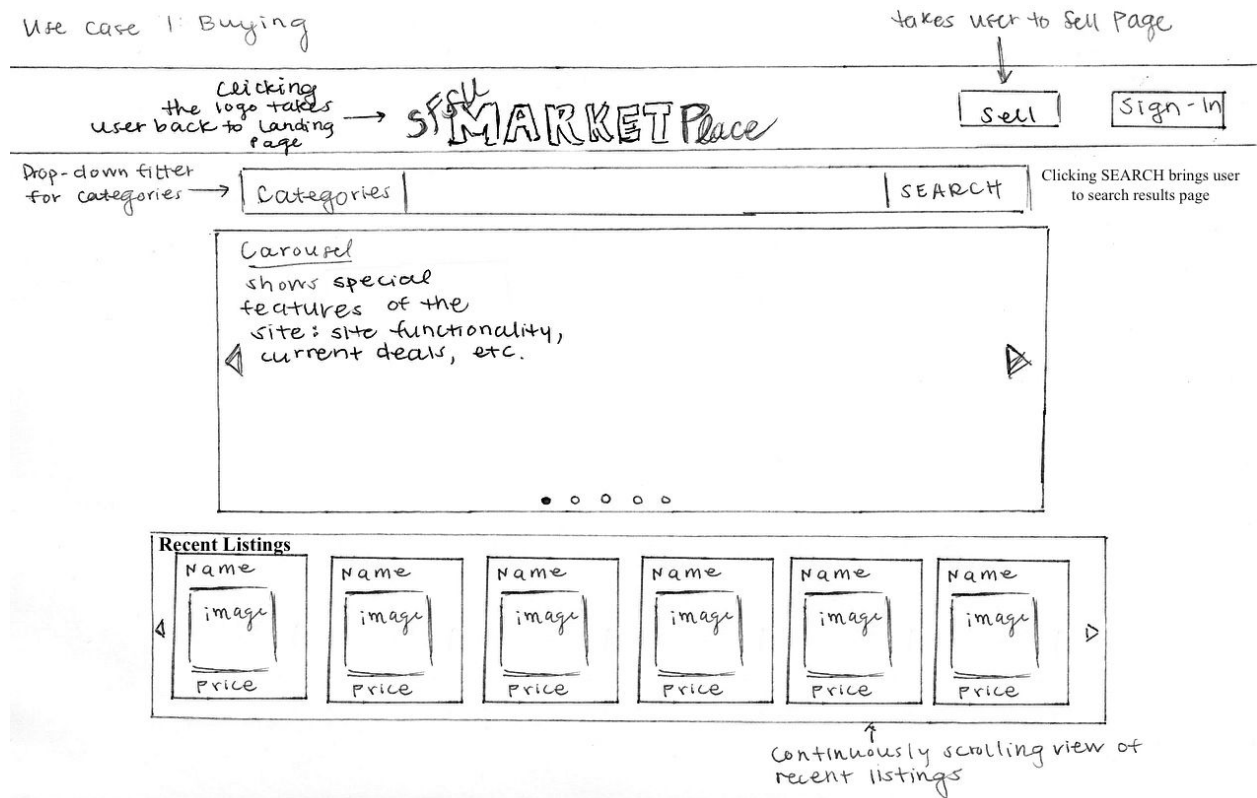 Use case 1: Buying
takes user to Sell Page
Clicking
the logo takes
user back to landing
page
SFSU MARKETPlace
Sell
Sign-In
Drop-down filter
for categories
Categories
SEARCH
Clicking SEARCH brings user
to search results page
Carousel
shows special
features of the
site: site functionality,
current deals, etc.
Recent Listings
Name
image
Price
Name
image
Price
Name
image
Price
Name
image
Price
Name
image
Price
Name
image
Price
Continuously scrolling view of
recent listings